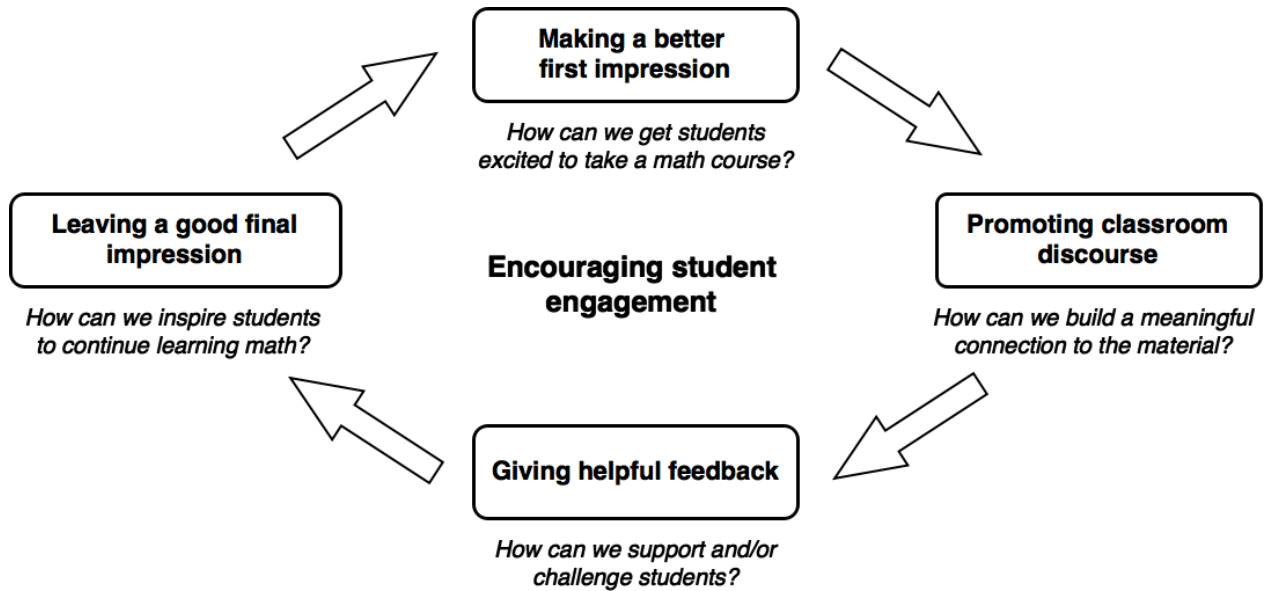 Making a better
first impression
How can we get students
excited to take a math course?
Leaving a good final
impression
How can we inspire students
to continue learning math?
Encouraging student
engagement
Promoting classroom
discourse
How can we build a meaningful
connection to the material?
Giving helpful feedback
How can we support and/or
challenge students?